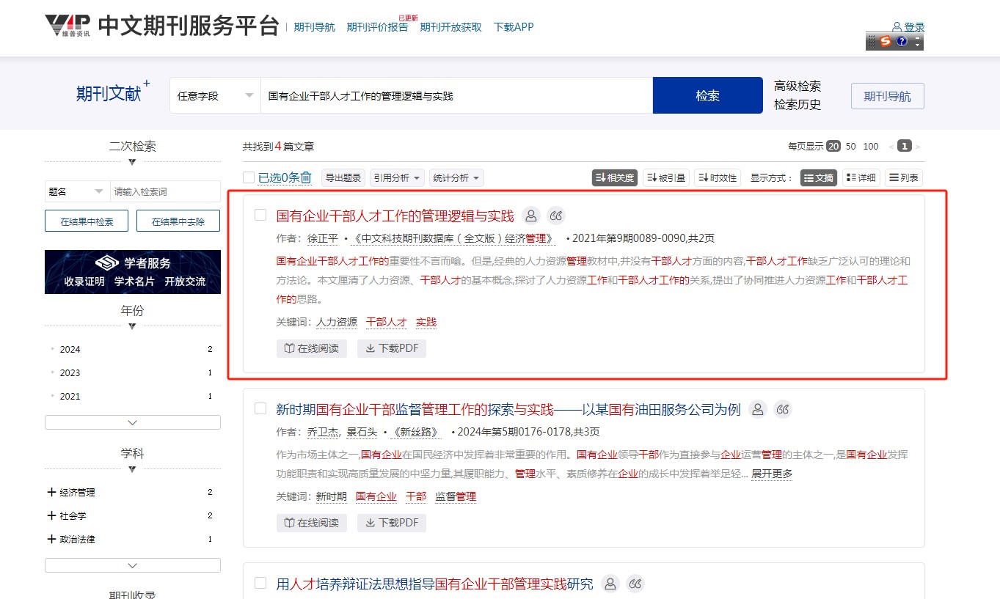 VIP 维普资讯 中文期刊服务平台 期刊导航 期刊评价报告 已更新 期刊开放获取 下载APP 登录
期刊文献+ 任意字段 国有企业干部人才工作的管理逻辑与实践 检索 高级检索 检索历史 期刊导航
二次检索
题名 请输入检索词
在结果中检索 在结果中去除
学者服务
收录证明 学术名片 开放交流
年份
2024 2
2023 1
2021 1
学科
经济管理 2
社会学 2
政治法律 1
期刊收录
共找到4篇文章 每页显示 20 50 100 < 1 >
已选0条 导出题录 引用分析 统计分析 相关度 被引量 时效性 显示方式： 文摘 详细 列表
国有企业干部人才工作的管理逻辑与实践
作者：徐正平 •《中文科技期刊数据库（全文版）经济管理》 •2021年第9期0089-0090,共2页
国有企业干部人才工作的重要性不言而喻。但是,经典的人力资源管理教材中,并没有干部人才方面的内容,干部人才工作缺乏广泛认可的理论和
方法论。本文厘清了人力资源、干部人才的基本概念,探讨了人力资源工作和干部人才工作的关系,提出了协同推进人力资源工作和干部人才工
作的思路。
关键词：人力资源 干部人才 实践
在线阅读 下载PDF
新时期国有企业干部监督管理工作的探索与实践——以某国有油田服务公司为例
作者：乔卫杰, 景石头 •《新丝路》 •2024年第5期0176-0178,共3页
作为市场主体之一,国有企业在国民经济中发挥着非常重要的作用。国有企业领导干部作为直接参与企业运营管理的主体之一,是国有企业发挥
功能职责和实现高质量发展的中坚力量,其履职能力、管理水平、素质修养在企业的成长中发挥着举足轻... 展开更多
关键词：新时期 国有企业 干部 监督管理
在线阅读 下载PDF
用人才培养辩证法思想指导国有企业干部管理实践研究